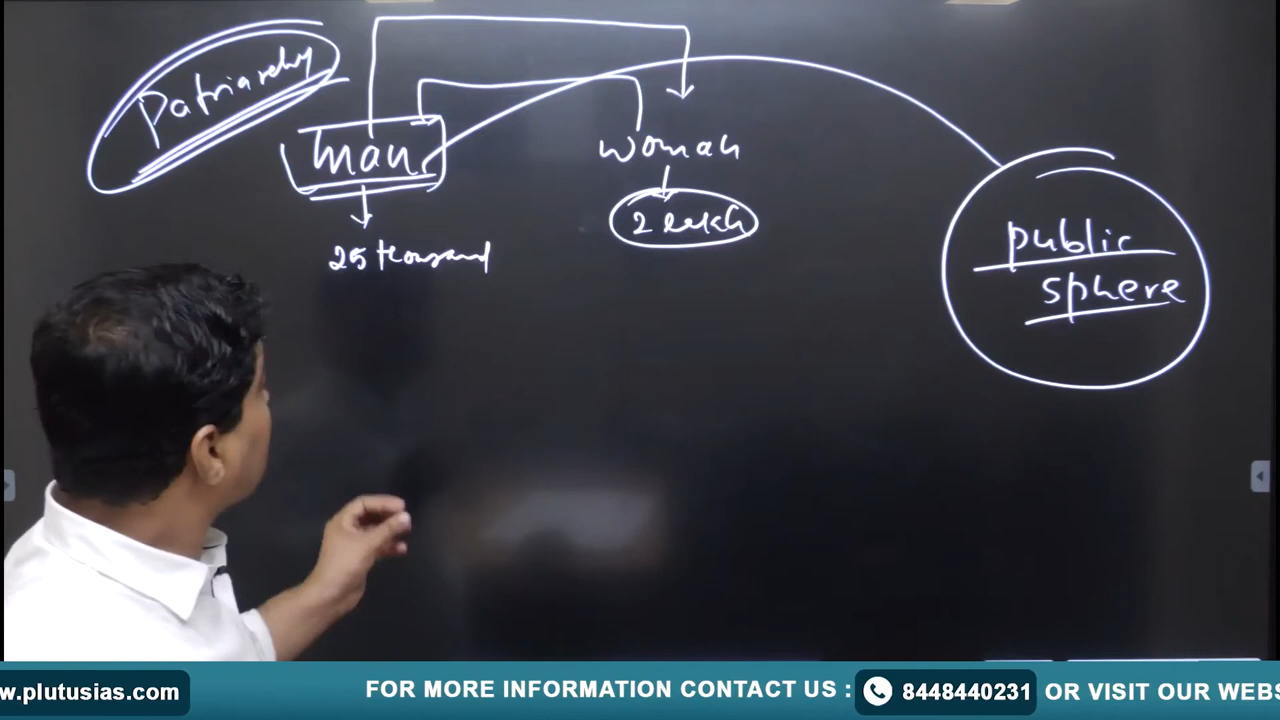 Patriarchy
man
woman
25 thousand
2 lakh
public
sphere
w.plutusias.com
FOR MORE INFORMATION CONTACT US :
8448440231
OR VISIT OUR WEBS